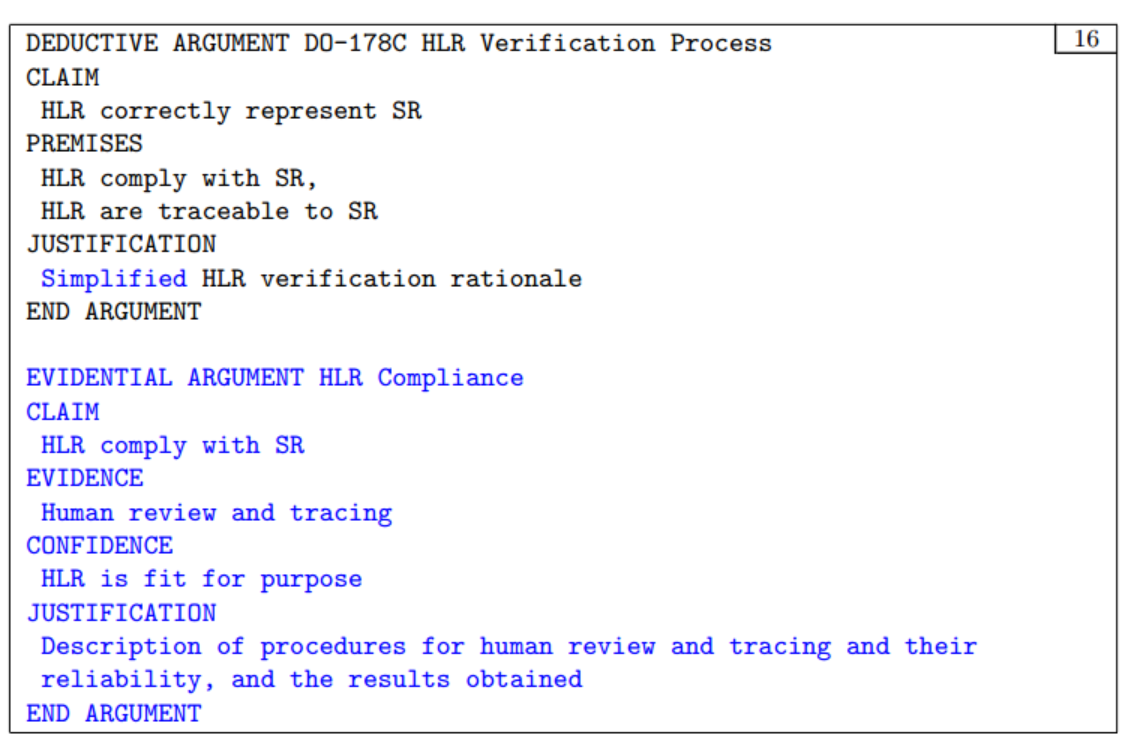 DEDUCTIVE ARGUMENT DO-178C HLR Verification Process
16
CLAIM
HLR correctly represent SR
PREMISES
HLR comply with SR,
HLR are traceable to SR
JUSTIFICATION
Simplified HLR verification rationale
END ARGUMENT
EVIDENTIAL ARGUMENT HLR Compliance
CLAIM
HLR comply with SR
EVIDENCE
Human review and tracing
CONFIDENCE
HLR is fit for purpose
JUSTIFICATION
Description of procedures for human review and tracing and their
reliability, and the results obtained
END ARGUMENT